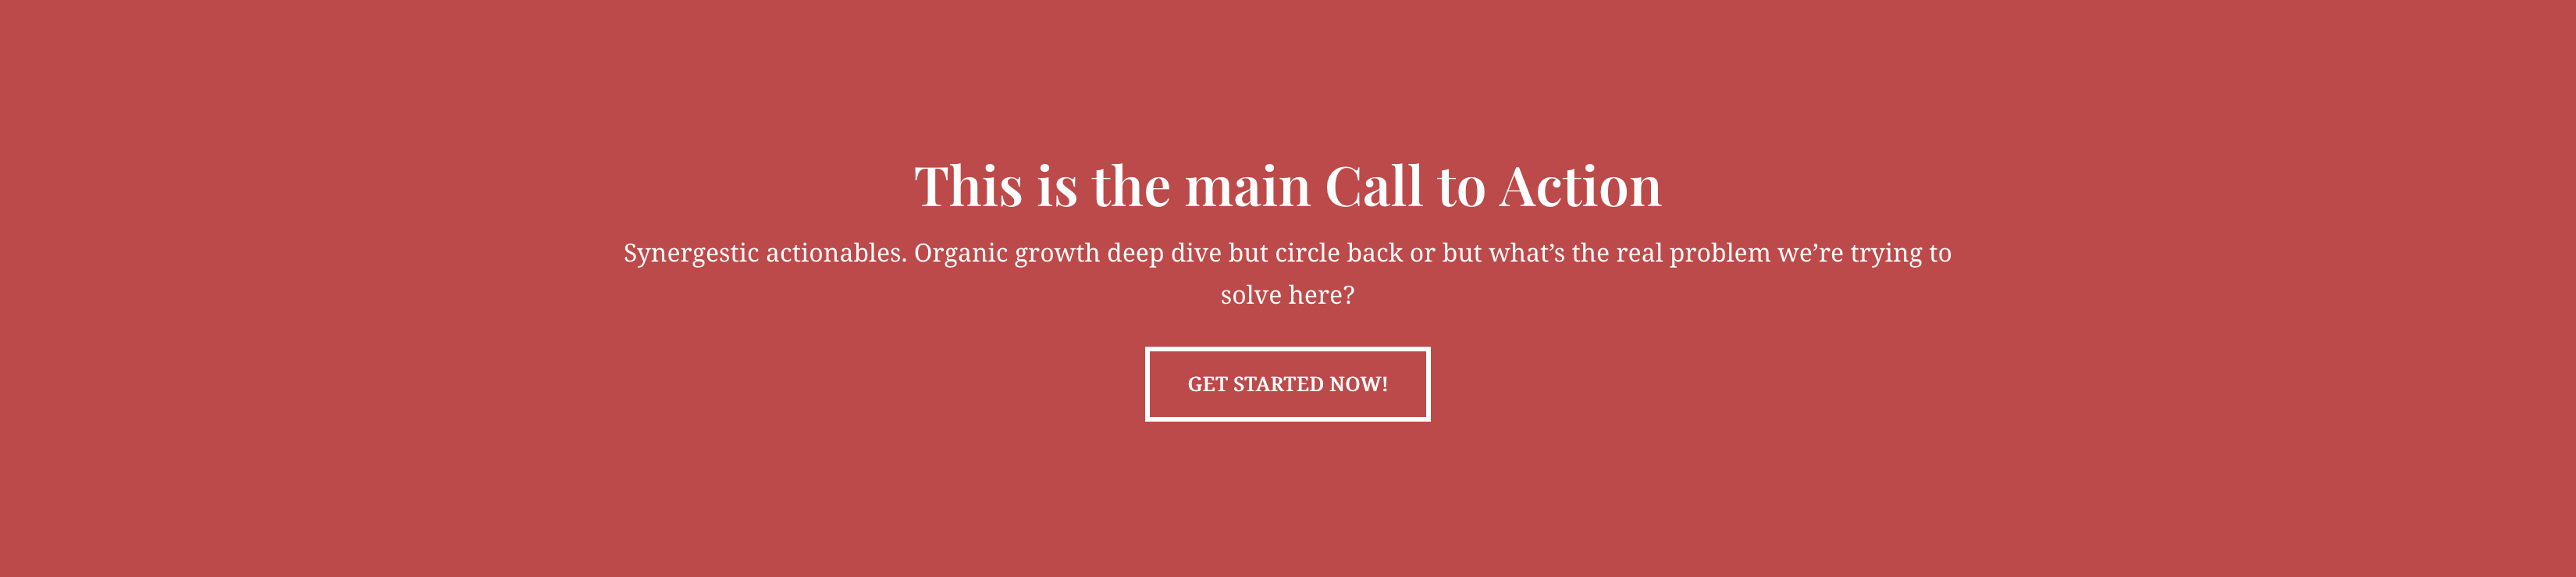 This is the main Call to Action
Synergestic actionables. Organic growth deep dive but circle back or but what’s the real problem we’re trying to
solve here?
GET STARTED NOW!